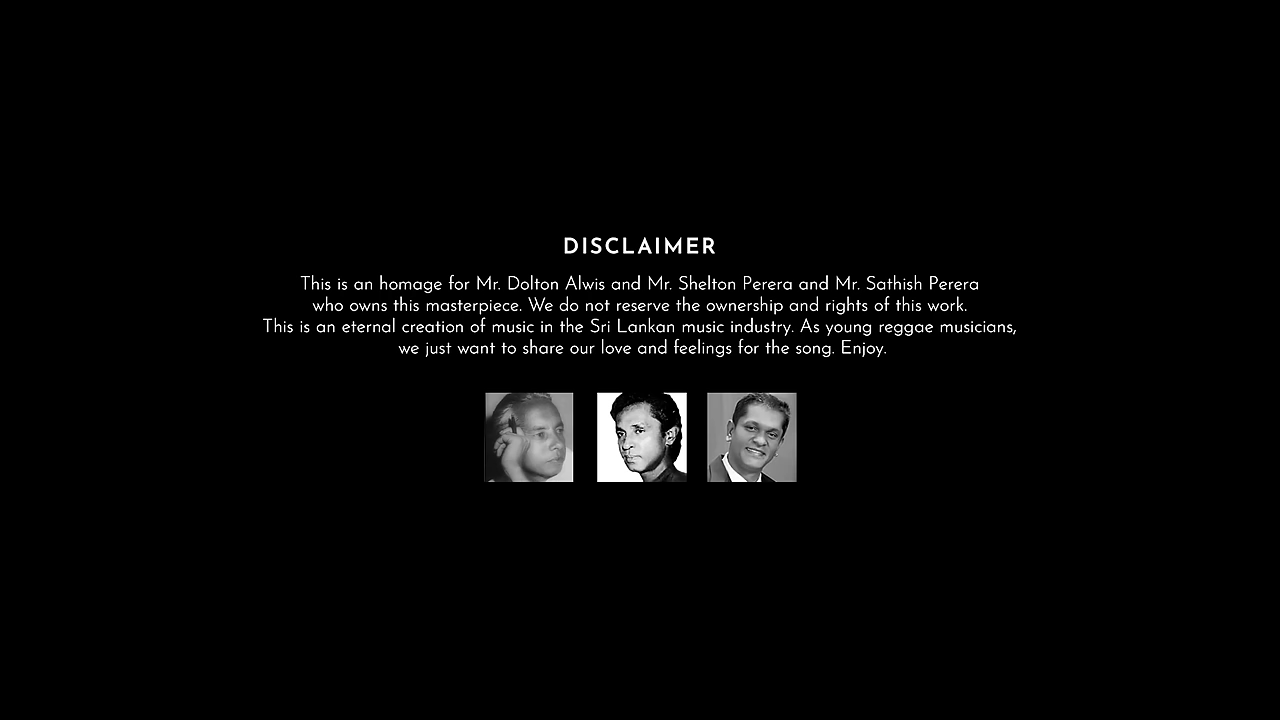 DISCLAIMER
This is an homage for Mr. Dolton Alwis and Mr. Shelton Perera and Mr. Sathish Perera
who owns this masterpiece. We do not reserve the ownership and rights of this work.
This is an eternal creation of music in the Sri Lankan music industry. As young reggae musicians,
we just want to share our love and feelings for the song. Enjoy.